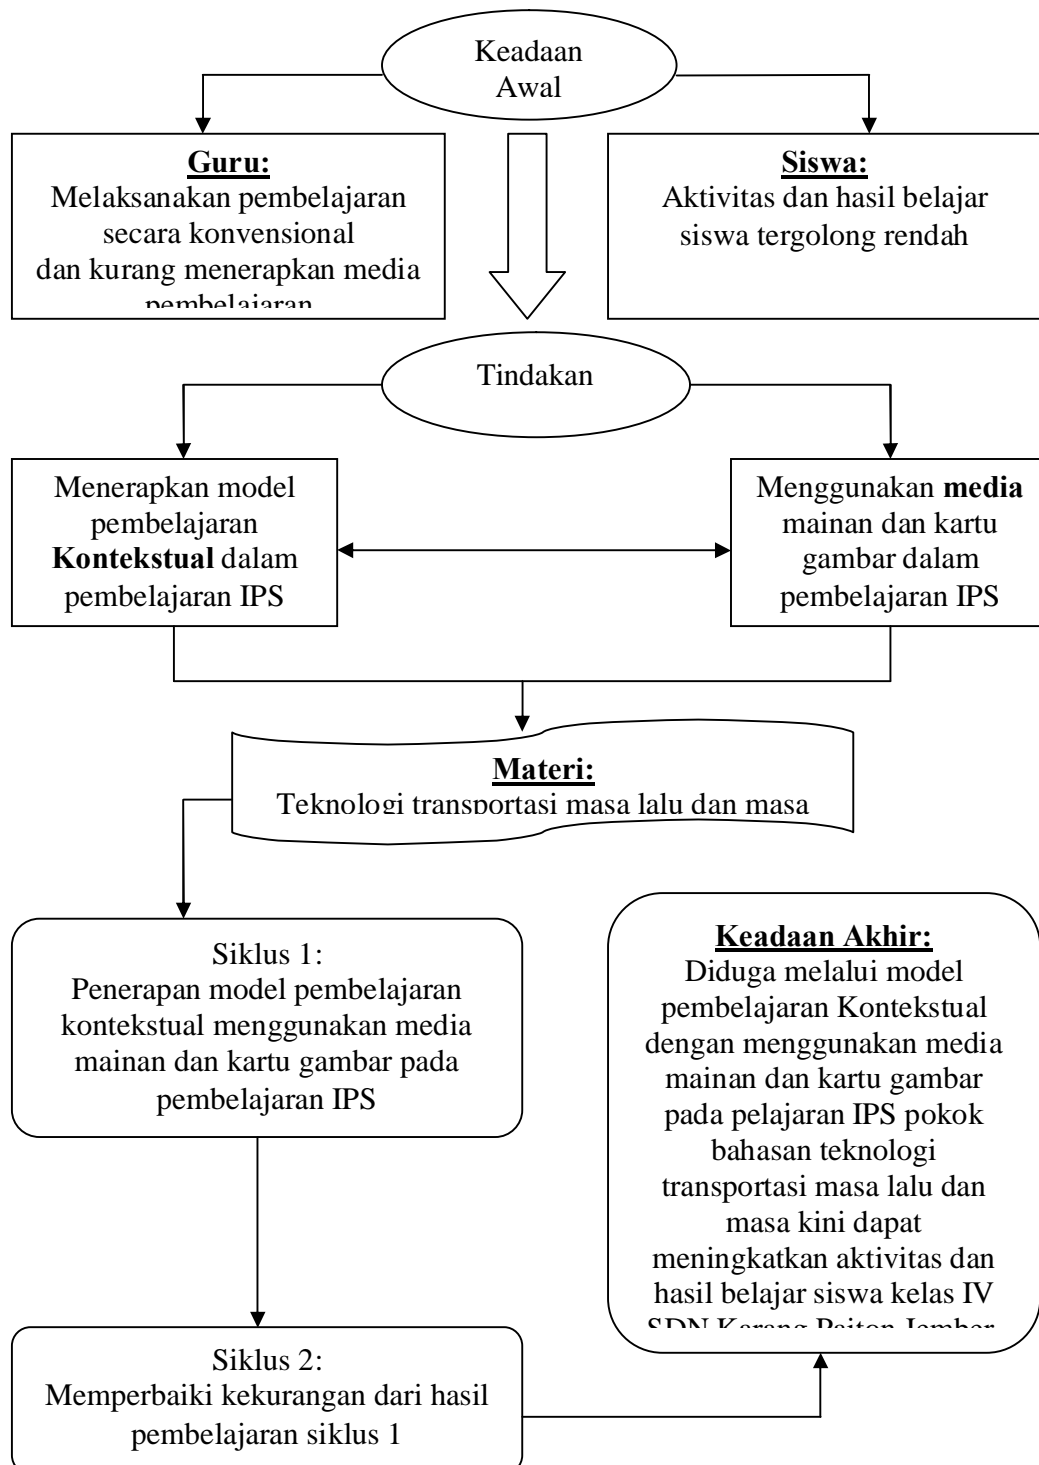 Keadaan
Awal
Guru:
Melaksanakan pembelajaran
secara konvensional
dan kurang menerapkan media
pembelajaran
Siswa:
Aktivitas dan hasil belajar
siswa tergolong rendah
Tindakan
Menerapkan model
pembelajaran
Kontekstual dalam
pembelajaran IPS
Menggunakan media
mainan dan kartu
gambar dalam
pembelajaran IPS
Materi:
Teknologi transportasi masa lalu dan masa
Siklus 1:
Penerapan model pembelajaran
kontekstual menggunakan media
mainan dan kartu gambar pada
pembelajaran IPS
Keadaan Akhir:
Diduga melalui model
pembelajaran Kontekstual
dengan menggunakan media
mainan dan kartu gambar
pada pelajaran IPS pokok
bahasan teknologi
transportasi masa lalu dan
masa kini dapat
meningkatkan aktivitas dan
hasil belajar siswa kelas IV
SDN Karang Paiton Jember
Siklus 2:
Memperbaiki kekurangan dari hasil
pembelajaran siklus 1